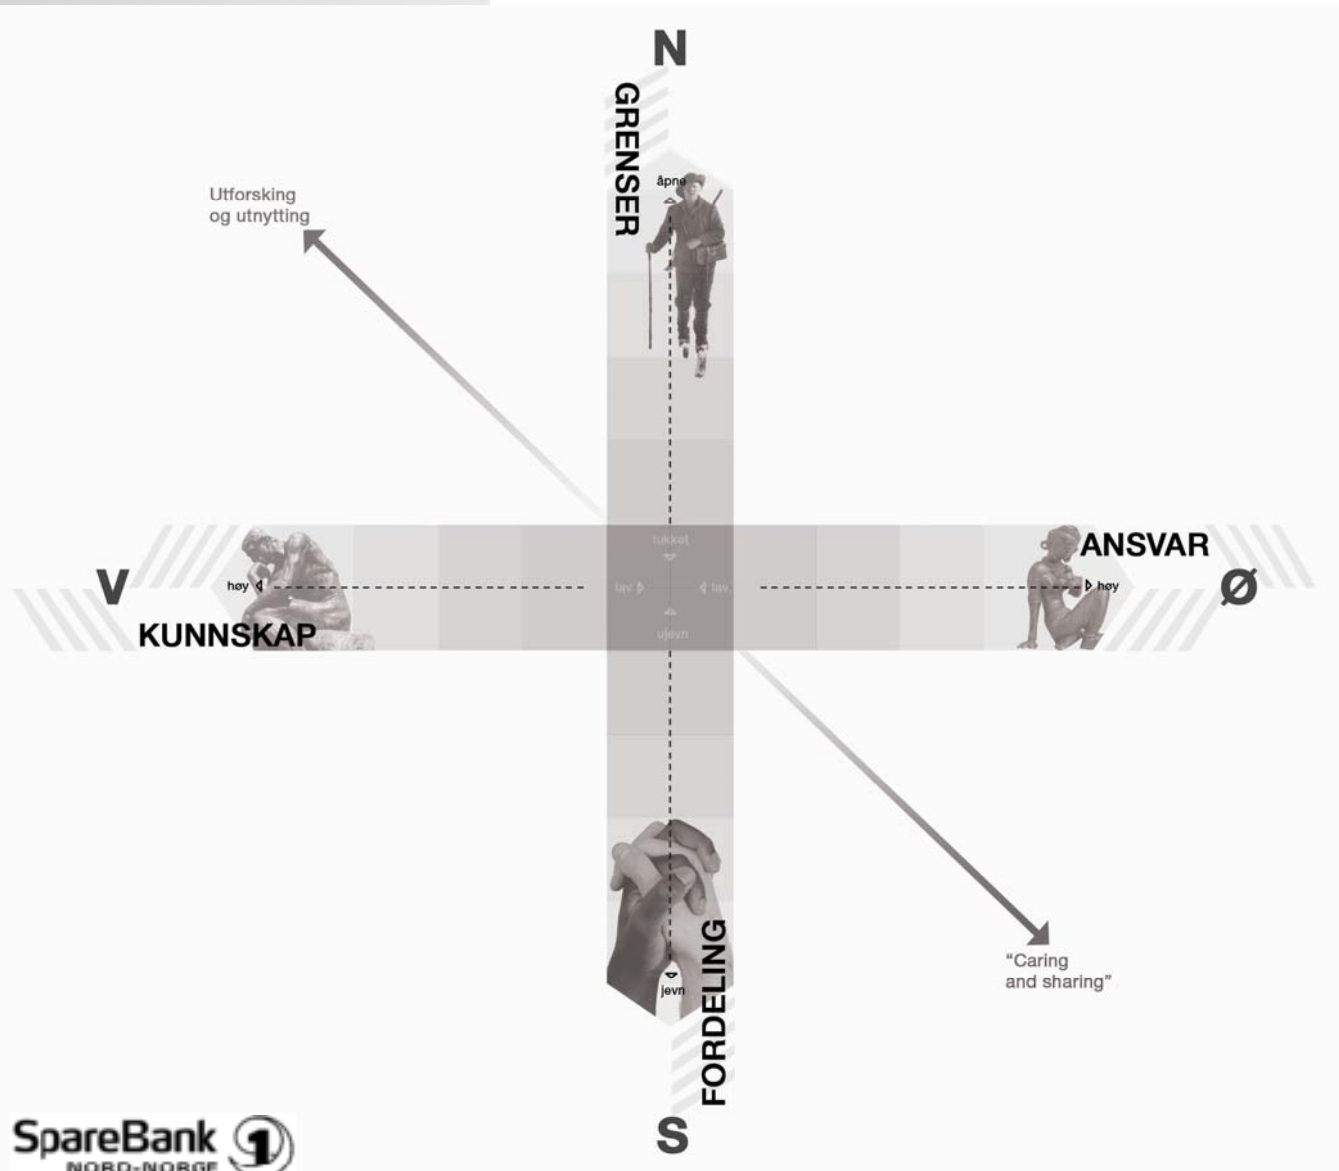 N
GRENSER
åpne
Utforsking
og utnytting
lukket
ANSVAR
V
høy
lav
lav
høy
Ø
KUNNSKAP
ujevn
FORDELING
"Caring
and sharing"
jevn
S
SpareBank 1
NORD-NORGE